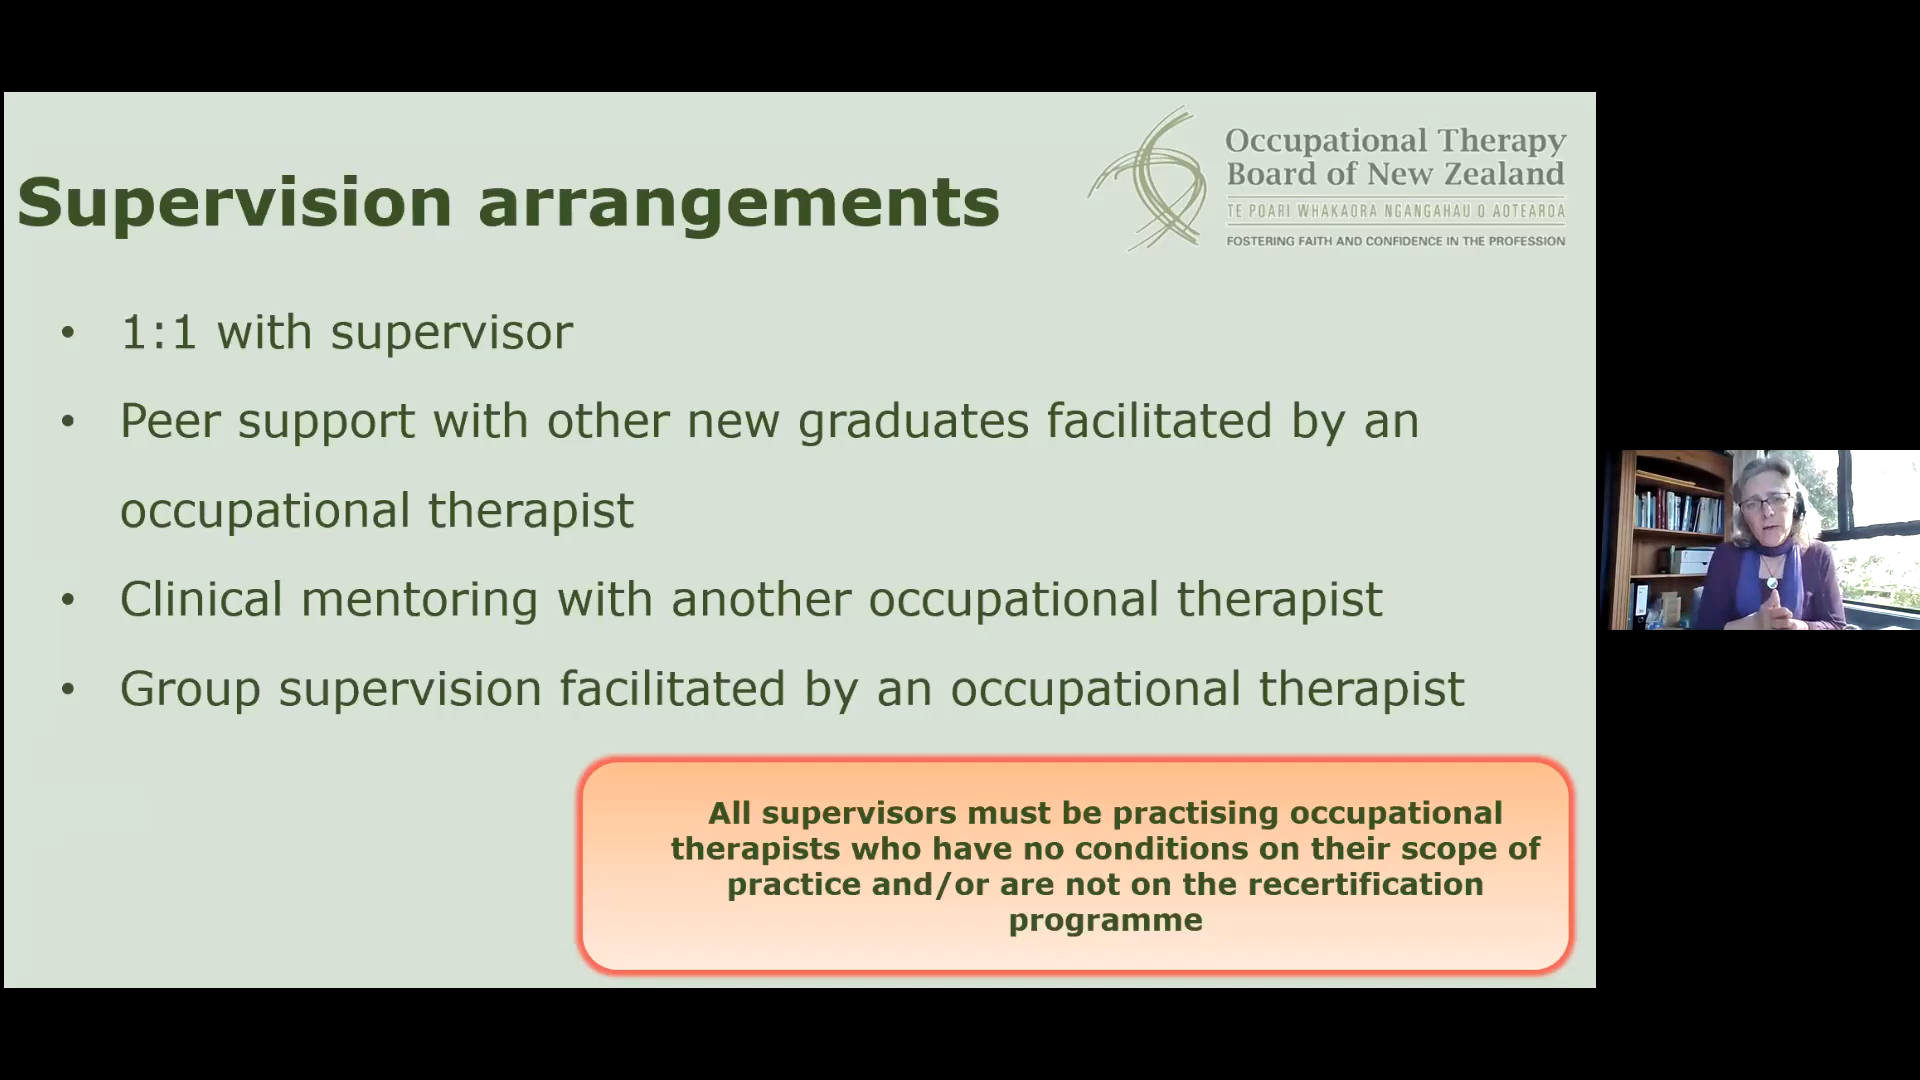 Supervision arrangements
Occupational Therapy
Board of New Zealand
TE POARI WHAKAORA NGANGAHAU O AOTEAROA
FOSTERING FAITH AND CONFIDENCE IN THE PROFESSION
• 1:1 with supervisor
• Peer support with other new graduates facilitated by an
occupational therapist
• Clinical mentoring with another occupational therapist
• Group supervision facilitated by an occupational therapist
All supervisors must be practising occupational
therapists who have no conditions on their scope of
practice and/or are not on the recertification
programme